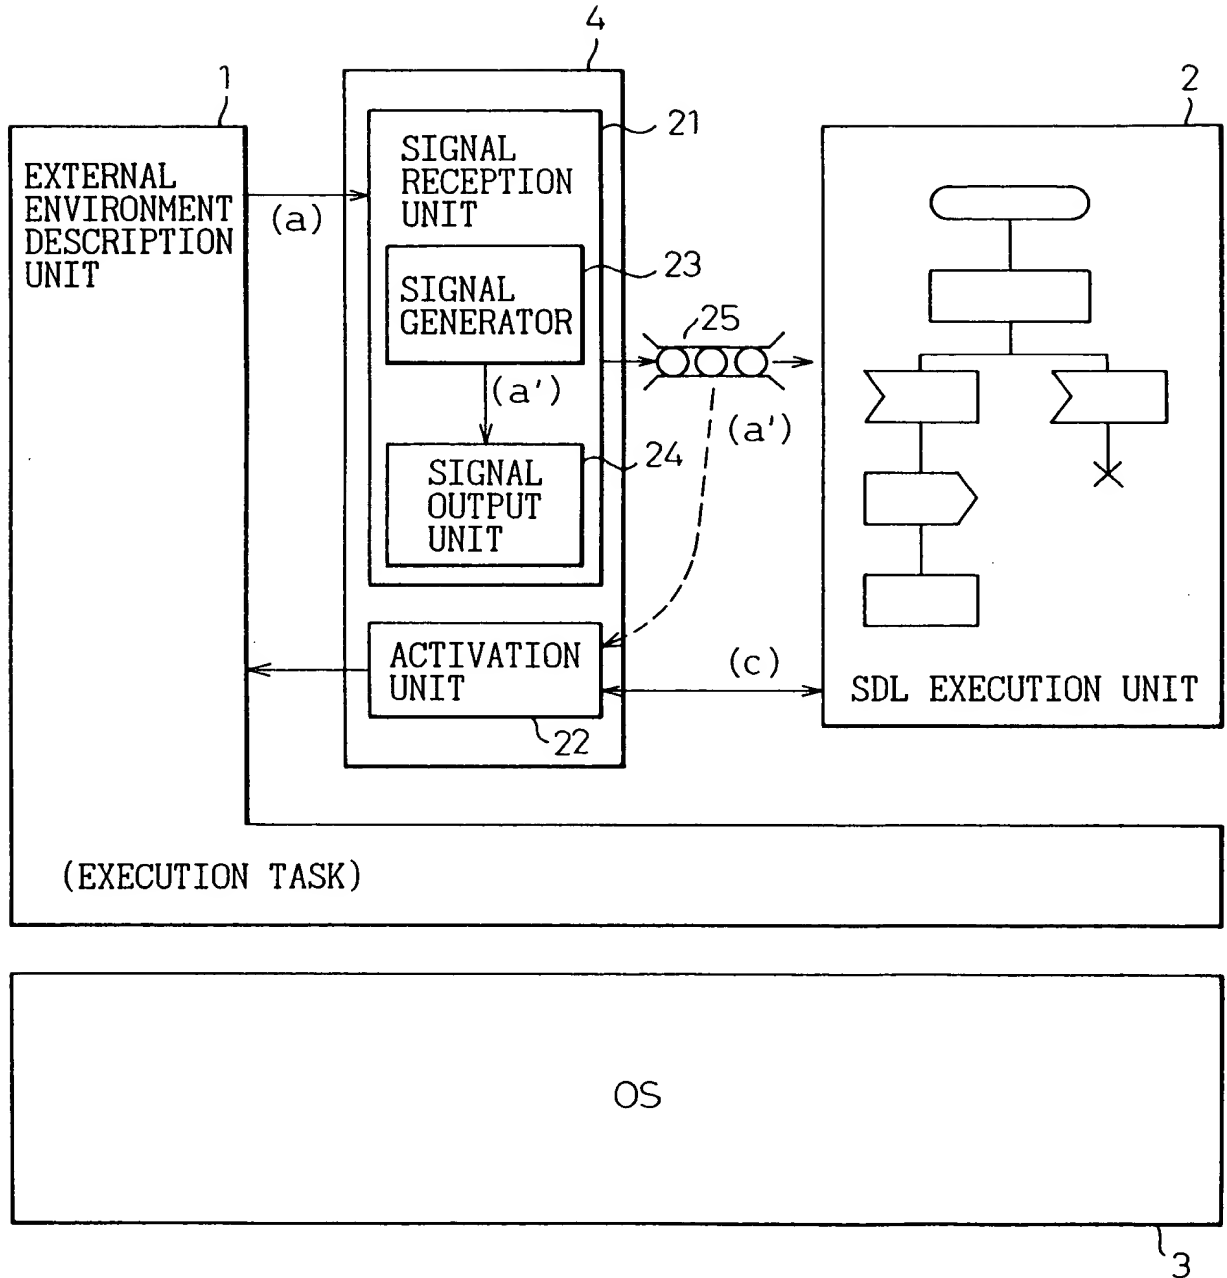 4
1
2
21
EXTERNAL
ENVIRONMENT
DESCRIPTION
UNIT
(a)
SIGNAL
RECEPTION
UNIT
23
SIGNAL
GENERATOR
25
(a')
(a')
24
SIGNAL
OUTPUT
UNIT
ACTIVATION
UNIT
(c)
SDL EXECUTION UNIT
22
(EXECUTION TASK)
OS
3